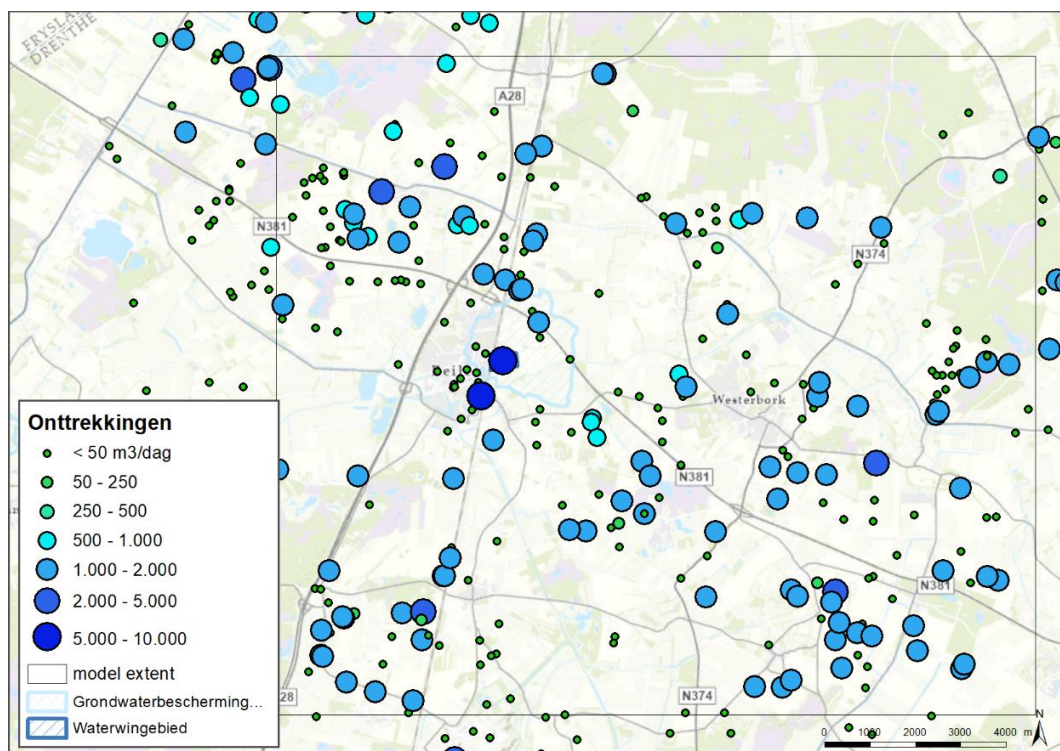 FRYSLÂN
DRENTHE
A28
N381
N374
Beil
Westerbork
N381
Onttrekkingen
< 50 m3/dag
50 - 250
250 - 500
500 - 1.000
1.000 - 2.000
2.000 - 5.000
5.000 - 10.000
model extent
Grondwaterbescherming...
Waterwingebied
N381
28
N374
N
0 1000 2000 3000 4000 m